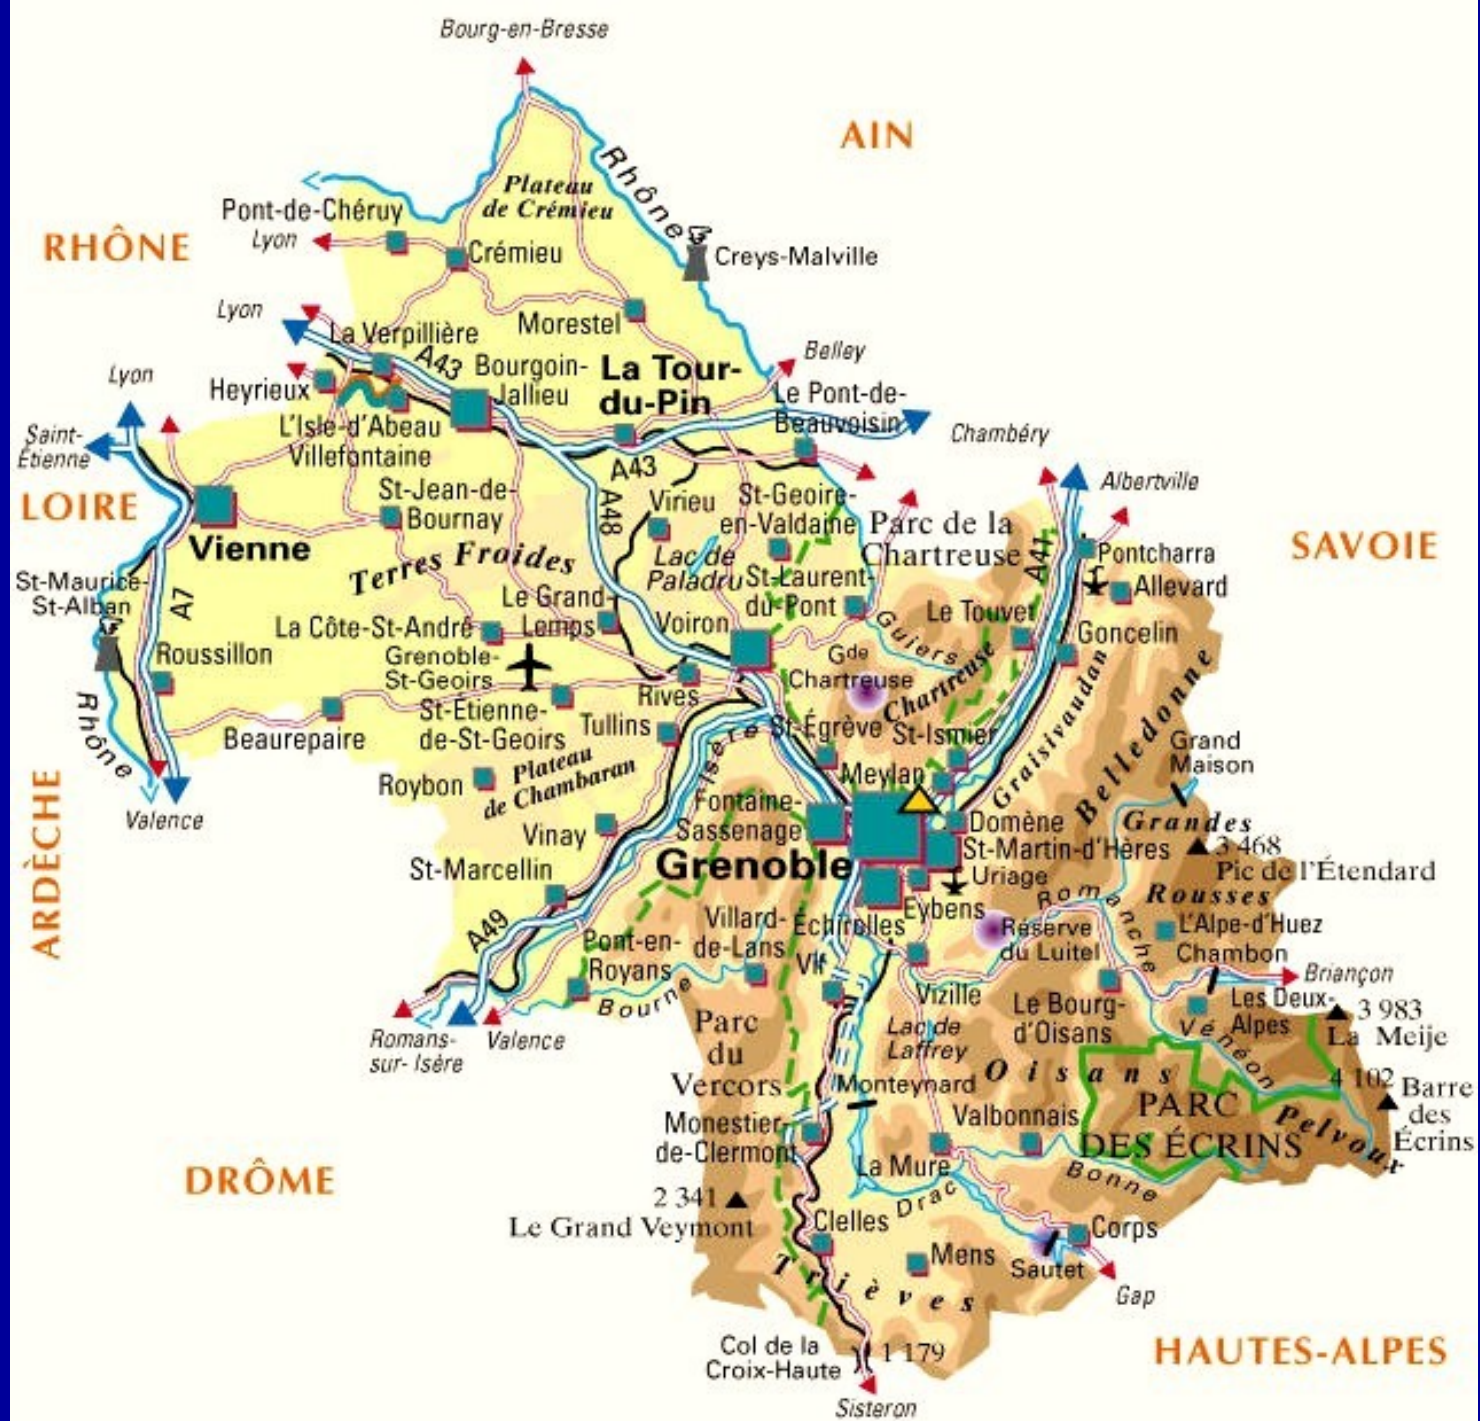 Bourg-en-Bresse
AIN
Rhône
Plateau
de Crémieu
Pont-de-Chéruy
RHÔNE
Lyon
Crémieu
Creys-Malville
Lyon
Morestel
La Verpillière
A43
Belley
Lyon
Heyrieux
Bourgoin-
Jallieu
La Tour-
du-Pin
Le Pont-de-
Beauvoisin
L'Isle-d'Abeau
Villefontaine
Saint-
Étienne
Chambéry
A43
Albertville
LOIRE
St-Jean-de-
Bournay
A48
Virieu
St-Geoire-
en-Valdaine
Parc de la
Chartreuse
A41
SAVOIE
Vienne
Terres Froides
Lac de
Paladru
Pontcharra
Allevard
St-Maurice-
St-Alban
A7
Le Grand-
Lemps
St-Laurent-
du-Pont
Le Touvet
Goncelin
La Côte-St-André
Voiron
Guiers
Roussillon
Grenoble-
St-Geoirs
Gde
Chartreuse
Chartreuse
Rhône
Rives
Beaurepaire
St-Etienne-
de-St-Geoirs
Tullins
Isère
St-Égrève
St-Ismier
Graisivaudan
Belledonne
Grand
Maison
Roybon
Plateau
de Chambaran
Meylan
Valence
ARDÈCHE
Vinay
Fontaine-
Sassenage
Domène
Grandes
Rousses
3 468
Pic de l'Étendard
St-Marcellin
Grenoble
St-Martin-d'Hères
Uriage
Romanche
A49
Villard-
de-Lans
Échirolles
Eybens
Réserve
du Luitel
L'Alpe-d'Huez
Chambon
Pont-en-
Royans
Vif
Briançon
Bourne
Vizille
Le Bourg-
d'Oisans
Les Deux-
Alpes
3 983
La Meije
Romans-
sur-Isère
Valence
Parc
du
Vercors
Lac de
Laffrey
Oisans
Vénéon
4 102
Barre
des
Écrins
Monteynard
PARC
DES ÉCRINS
Pelvoux
Monestier-
de-Clermont
Valbonnais
La Mure
Bonne
DRÔME
2 341
Le Grand Veymont
Drac
Clelles
Corps
Mens
Sautet
Trièves
Gap
Col de la
Croix-Haute
1 179
HAUTES-ALPES
Sisteron